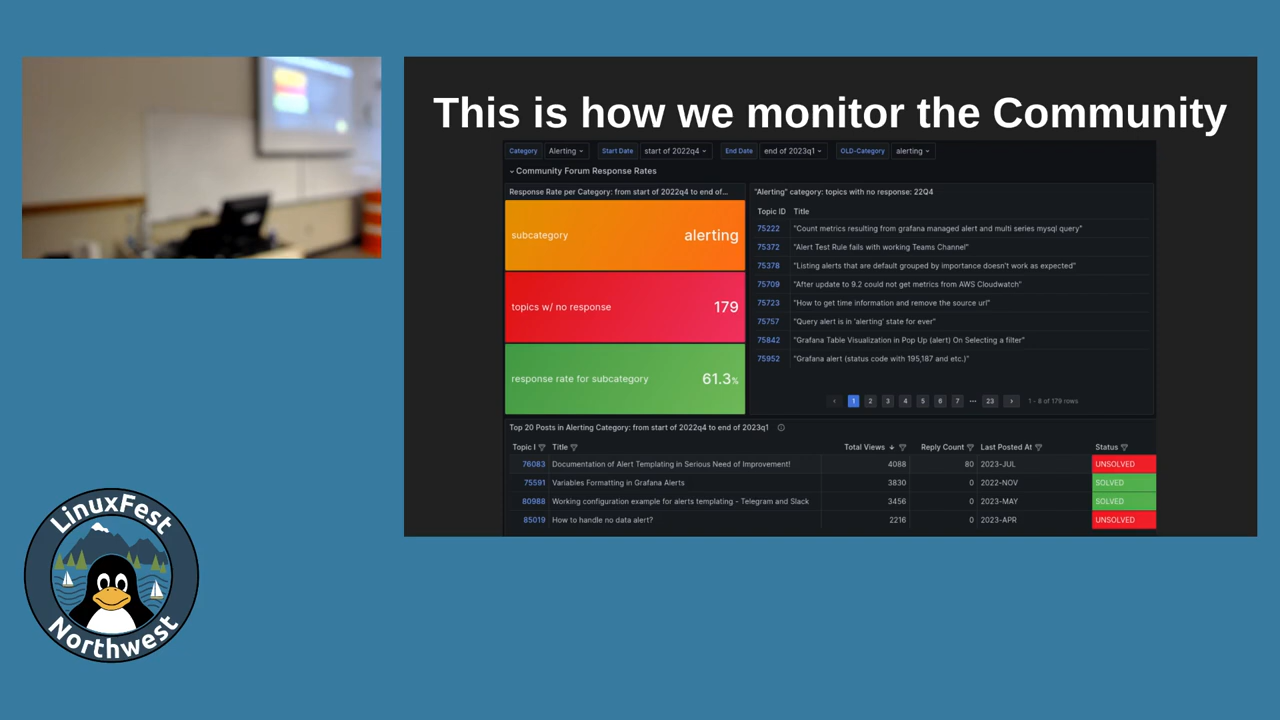 This is how we monitor the Community
Category Alerting Start Date start of 2022q4 End Date end of 2023q1 OLD-Category alerting
Community Forum Response Rates
Response Rate per Category: from start of 2022q4 to end of...
subcategory alerting
topics w/ no response 179
response rate for subcategory 61.3%
"Alerting" category: topics with no response: 22Q4
Topic ID Title
75222 "Count metrics resulting from grafana managed alert and multi series mysql query"
75372 "Alert Test Rule fails with working Teams Channel"
75378 "Listing alerts that are default grouped by importance doesn't work as expected"
75709 "After update to 9.2 could not get metrics from AWS Cloudwatch"
75723 "How to get time information and remove the source url"
75757 "Query alert is in 'alerting' state for ever"
75842 "Grafana Table Visualization in Pop Up (alert) On Selecting a filter"
75952 "Grafana alert (status code with 195,187 and etc.)"
‹ 1 2 3 4 5 6 7 ••• 23 › 1 - 8 of 179 rows
Top 20 Posts in Alerting Category: from start of 2022q4 to end of 2023q1
Topic I Title Total Views ↓ Reply Count Last Posted At Status
76083 Documentation of Alert Templating in Serious Need of Improvement! 4088 80 2023-JUL UNSOLVED
75591 Variables Formatting in Grafana Alerts 3830 0 2022-NOV SOLVED
80988 Working configuration example for alerts templating - Telegram and Slack 3456 0 2023-MAY SOLVED
85019 How to handle no data alert? 2216 0 2023-APR UNSOLVED
LinuxFest
Northwest